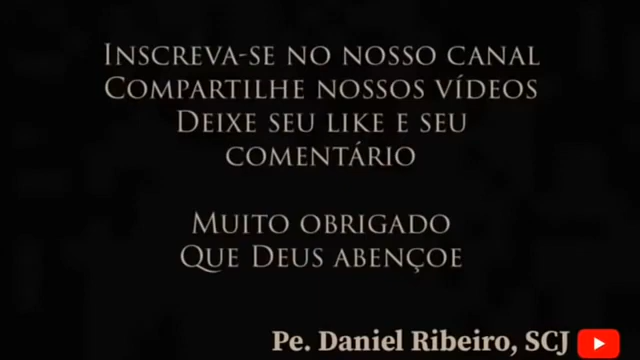 Inscreva-se no nosso canal
Compartilhe nossos vídeos
Deixe seu like e seu
comentário
Muito obrigado
Que Deus abençoe
Pe. Daniel Ribeiro, SCJ